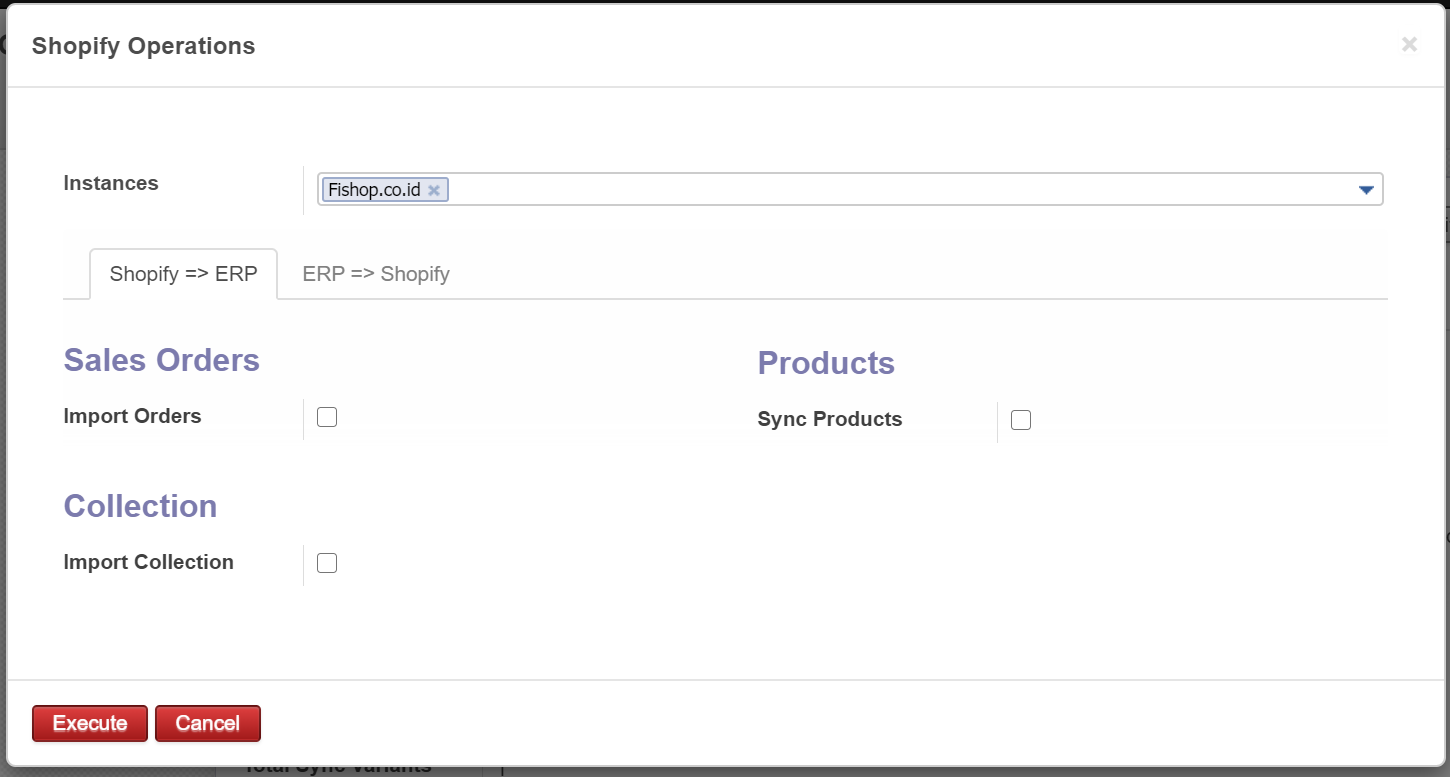 Shopify Operations
×
Instances
Fishop.co.id ×
Shopify => ERP
ERP => Shopify
Sales Orders
Products
Import Orders
Sync Products
Collection
Import Collection
Execute
Cancel
Total Sync Variants